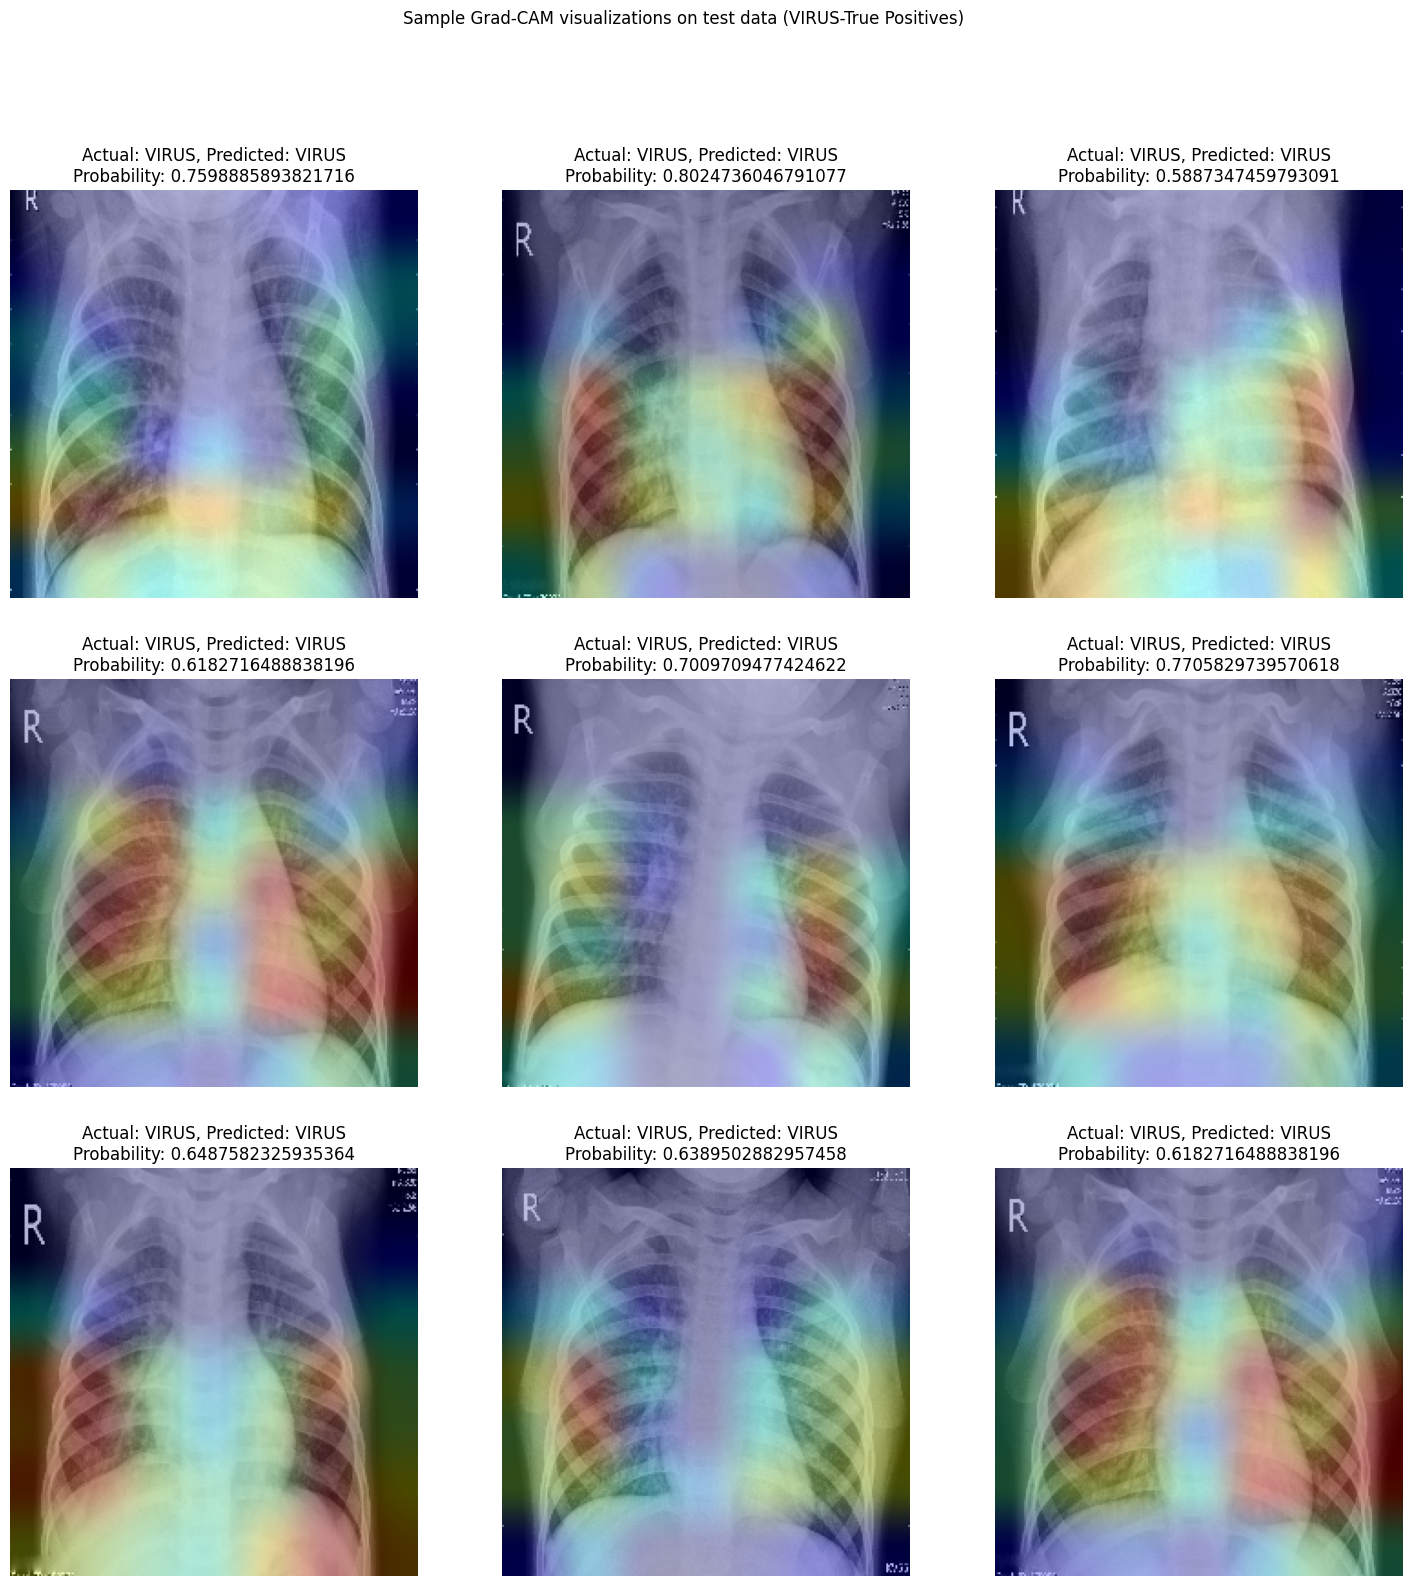 Sample Grad-CAM visualizations on test data (VIRUS-True Positives)
Actual: VIRUS, Predicted: VIRUS
Probability: 0.7598885893821716
Actual: VIRUS, Predicted: VIRUS
Probability: 0.8024736046791077
Actual: VIRUS, Predicted: VIRUS
Probability: 0.5887347459793091
R
R
R
Actual: VIRUS, Predicted: VIRUS
Probability: 0.6182716488838196
Actual: VIRUS, Predicted: VIRUS
Probability: 0.7009709477424622
Actual: VIRUS, Predicted: VIRUS
Probability: 0.7705829739570618
R
R
R
Actual: VIRUS, Predicted: VIRUS
Probability: 0.6487582325935364
Actual: VIRUS, Predicted: VIRUS
Probability: 0.6389502882957458
Actual: VIRUS, Predicted: VIRUS
Probability: 0.6182716488838196
R
R
R